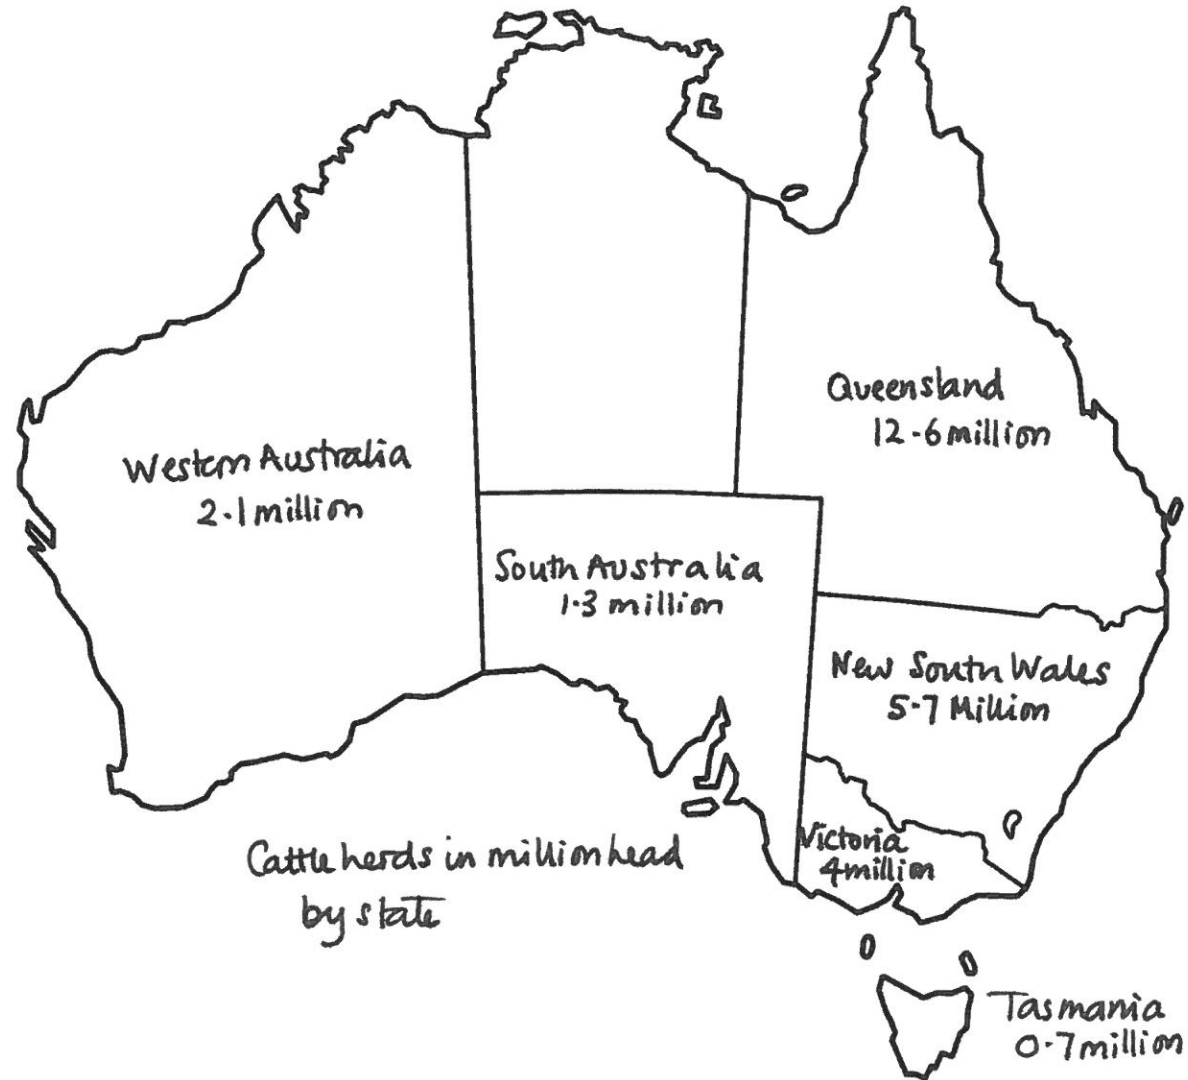 Queensland
12.6 million
Western Australia
2.1 million
South Australia
1.3 million
New South Wales
5.7 Million
Victoria
4 million
Cattle herds in million head
by state
Tasmania
0.7 million